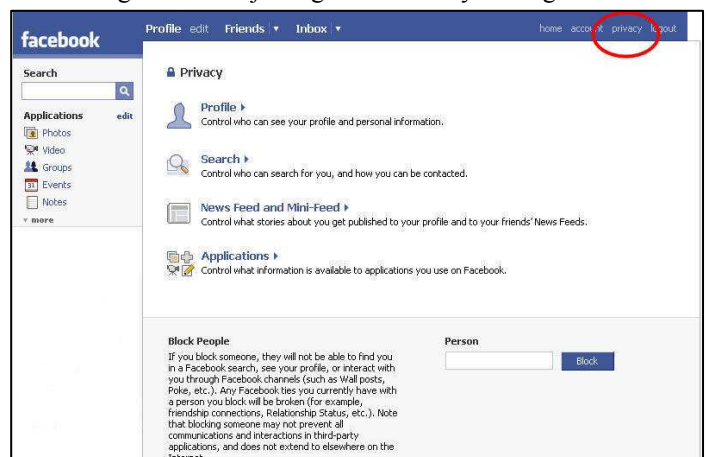 facebook
Profile edit Friends ▾ Inbox ▾ home account privacy logout
Search
Applications edit
Photos
Video
Groups
31 Events
Notes
▾ more
Privacy
Profile ▸
Control who can see your profile and personal information.
Search ▸
Control who can search for you, and how you can be contacted.
News Feed and Mini-Feed ▸
Control what stories about you get published to your profile and to your friends' News Feeds.
Applications ▸
Control what information is available to applications you use on Facebook.
Block People
If you block someone, they will not be able to find you
in a Facebook search, see your profile, or interact with
you through Facebook channels (such as Wall posts,
Poke, etc.). Any Facebook ties you currently have with
a person you block will be broken (for example,
friendship connections, Relationship Status, etc.). Note
that blocking someone may not prevent all
communications and interactions in third-party
applications, and does not extend to elsewhere on the
Person
Block